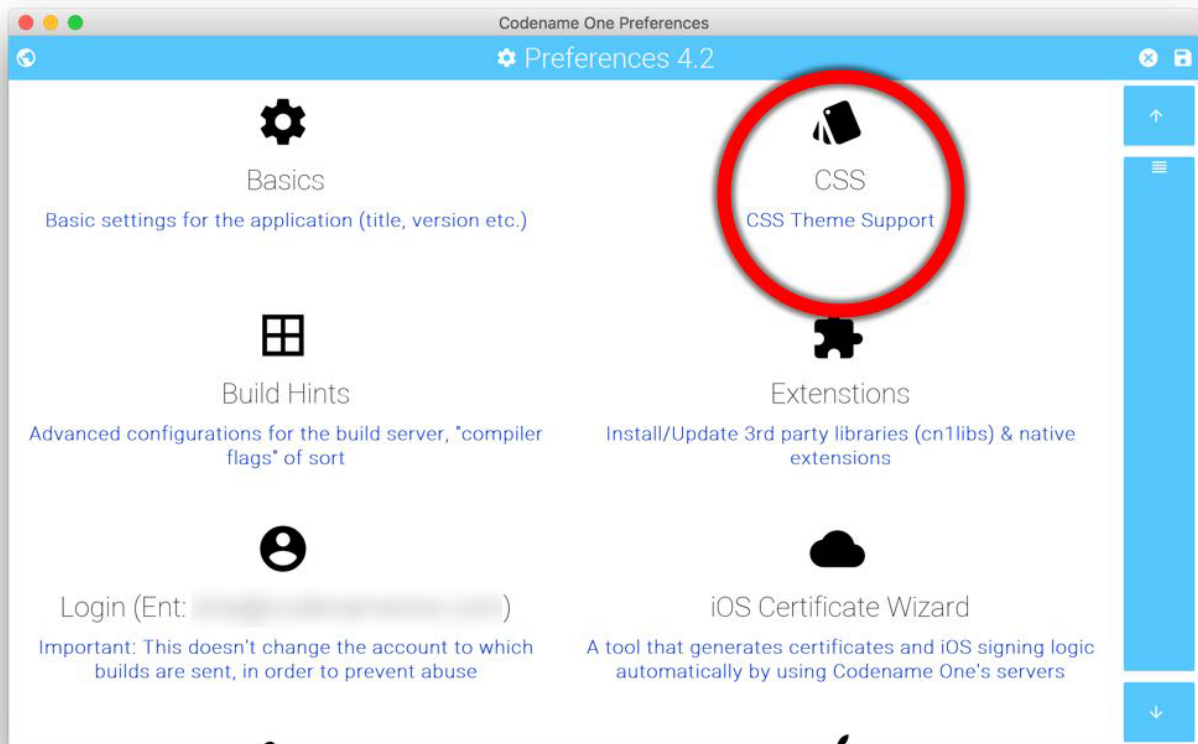 Codename One Preferences
Preferences 4.2
Basics
Basic settings for the application (title, version etc.)
CSS
CSS Theme Support
Build Hints
Advanced configurations for the build server, "compiler
flags" of sort
Extenstions
Install/Update 3rd party libraries (cn1libs) & native
extensions
Login (Ent: )
Important: This doesn't change the account to which
builds are sent, in order to prevent abuse
iOS Certificate Wizard
A tool that generates certificates and iOS signing logic
automatically by using Codename One's servers